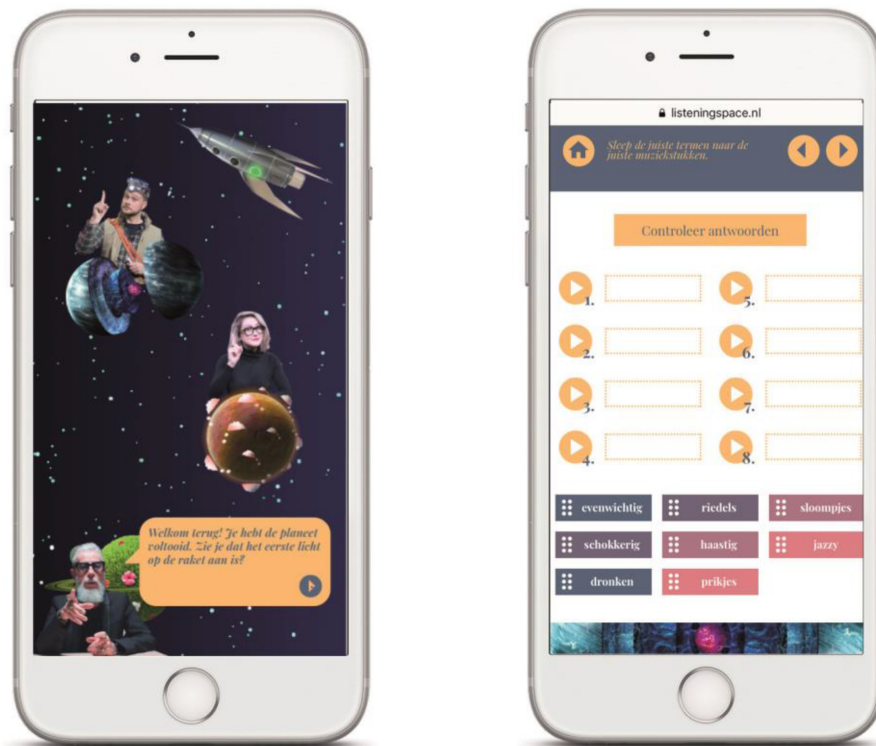 Welkom terug! Je hebt de planeet
voltooid. Zie je dat het eerste licht
op de raket aan is?
listeningspace.nl
Sleep de juiste termen naar de
juiste muziekstukken.
Controleer antwoorden
1.
5.
2.
6.
3.
7.
4.
8.
evenwichtig
riedels
sloompjes
schokkerig
haastig
jazzy
dronken
prikjes